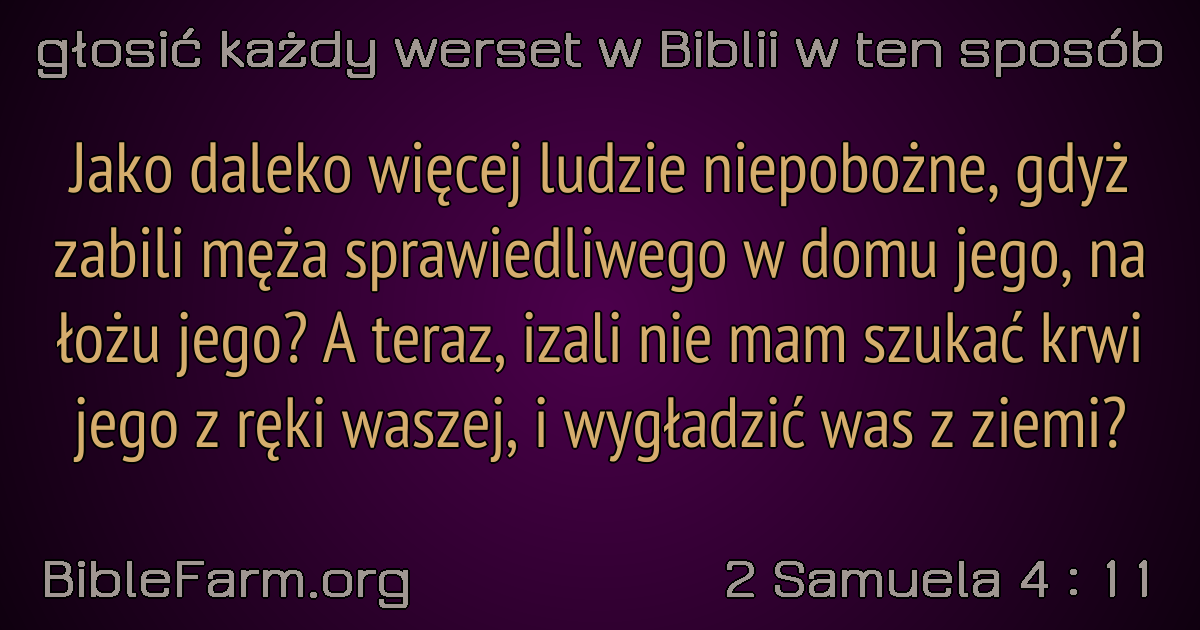 głosić każdy werset w Biblii w ten sposób
Jako daleko więcej ludzie niepobożne, gdyż
zabili męża sprawiedliwego w domu jego, na
łożu jego? A teraz, izali nie mam szukać krwi
jego z ręki waszej, i wygładzić was z ziemi?
BibleFarm.org
2 Samuela 4 : 11